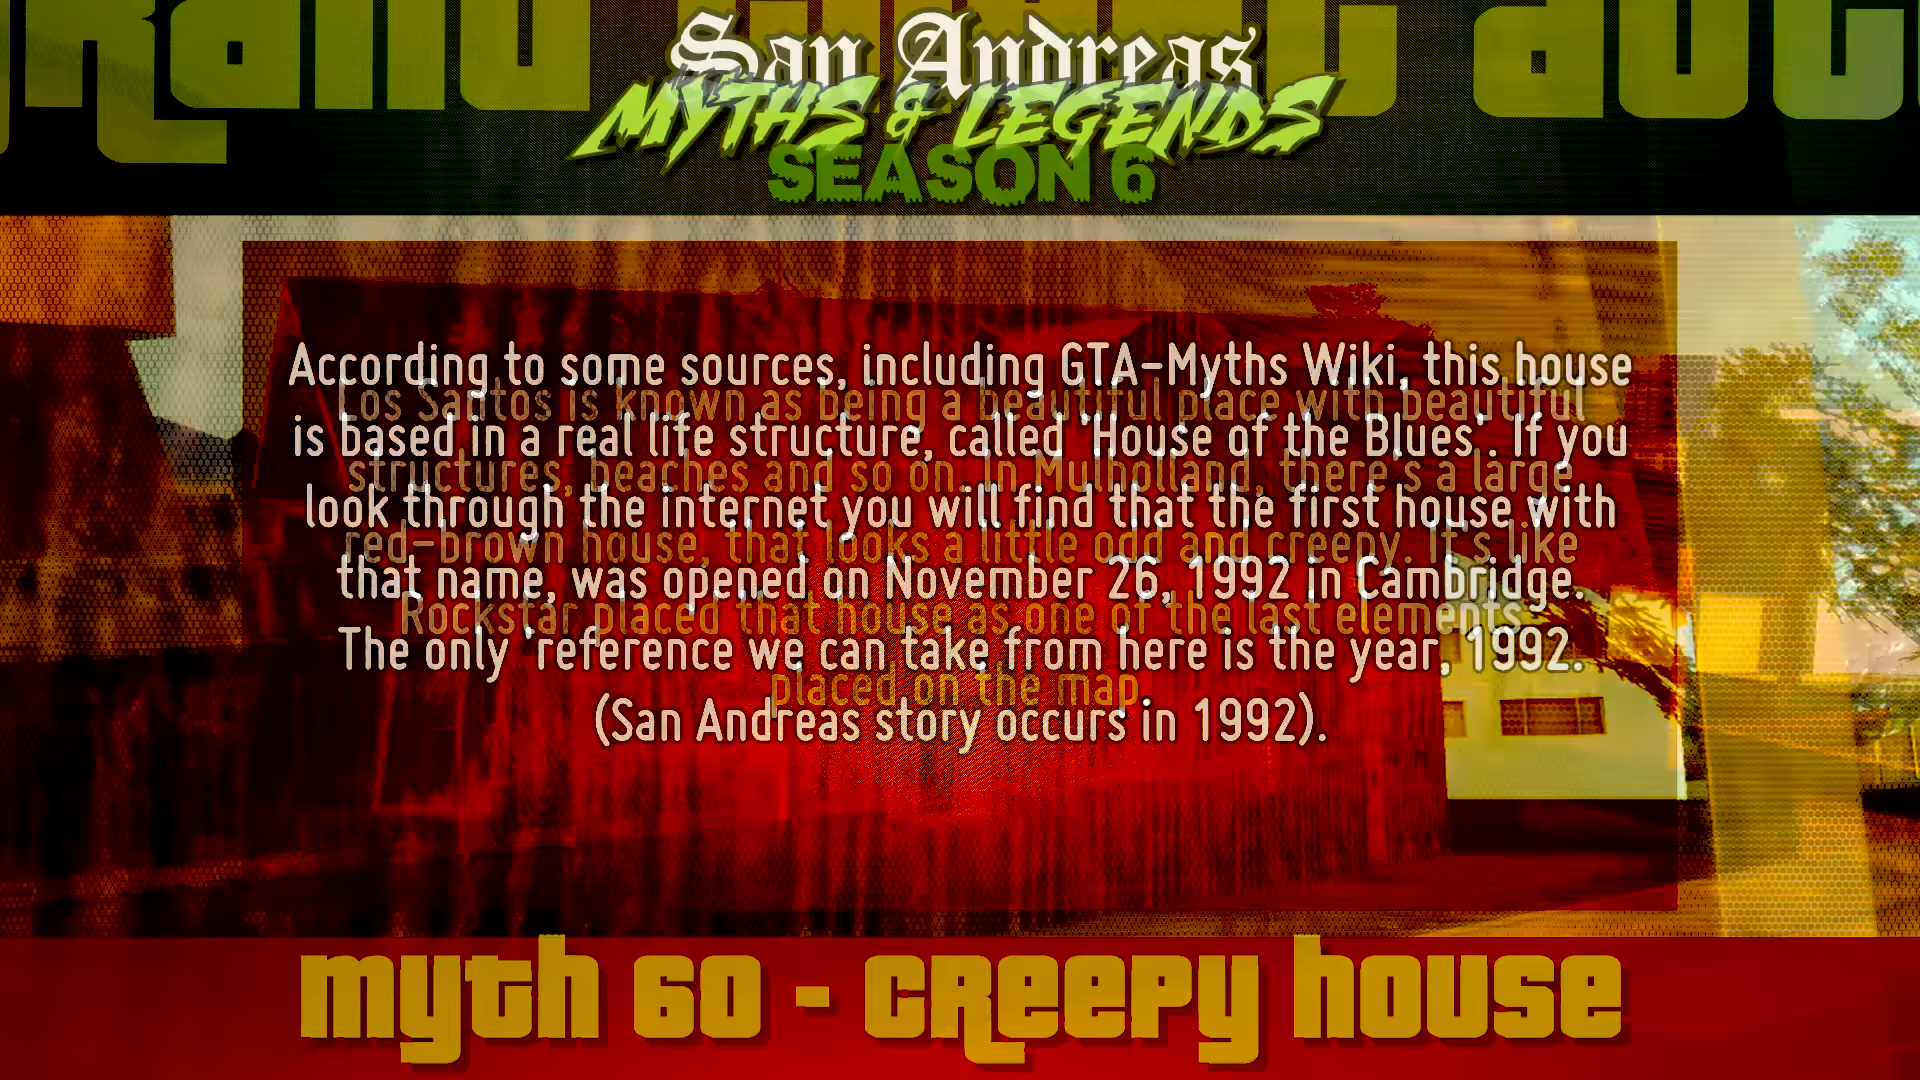 San Andreas
MYTHS & LEGENDS
SEASON 6
According to some sources, including GTA-Myths Wiki, this house
is based in a real life structure, called 'House of the Blues'. If you
look through the internet you will find that the first house with
that name, was opened on November 26, 1992 in Cambridge.
The only 'reference we can take from here is the year, 1992.
(San Andreas story occurs in 1992).
Los Santos is known as being a beautiful place with beautiful
structures, beaches and so on. In Mulholland, there's a large
red-brown house, that looks a little odd and creepy. It's like
Rockstar placed that house as one of the last elements
placed on the map.
myth 60 - creepy house